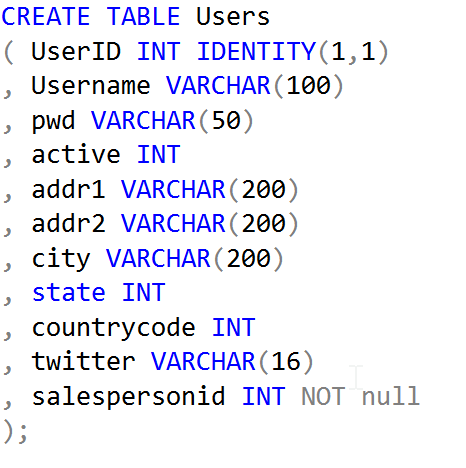 CREATE TABLE Users
( UserID INT IDENTITY(1,1)
, Username VARCHAR(100)
, pwd VARCHAR(50)
, active INT
, addr1 VARCHAR(200)
, addr2 VARCHAR(200)
, city VARCHAR(200)
, state INT
, countrycode INT
, twitter VARCHAR(16)
, salespersonid INT NOT null
);